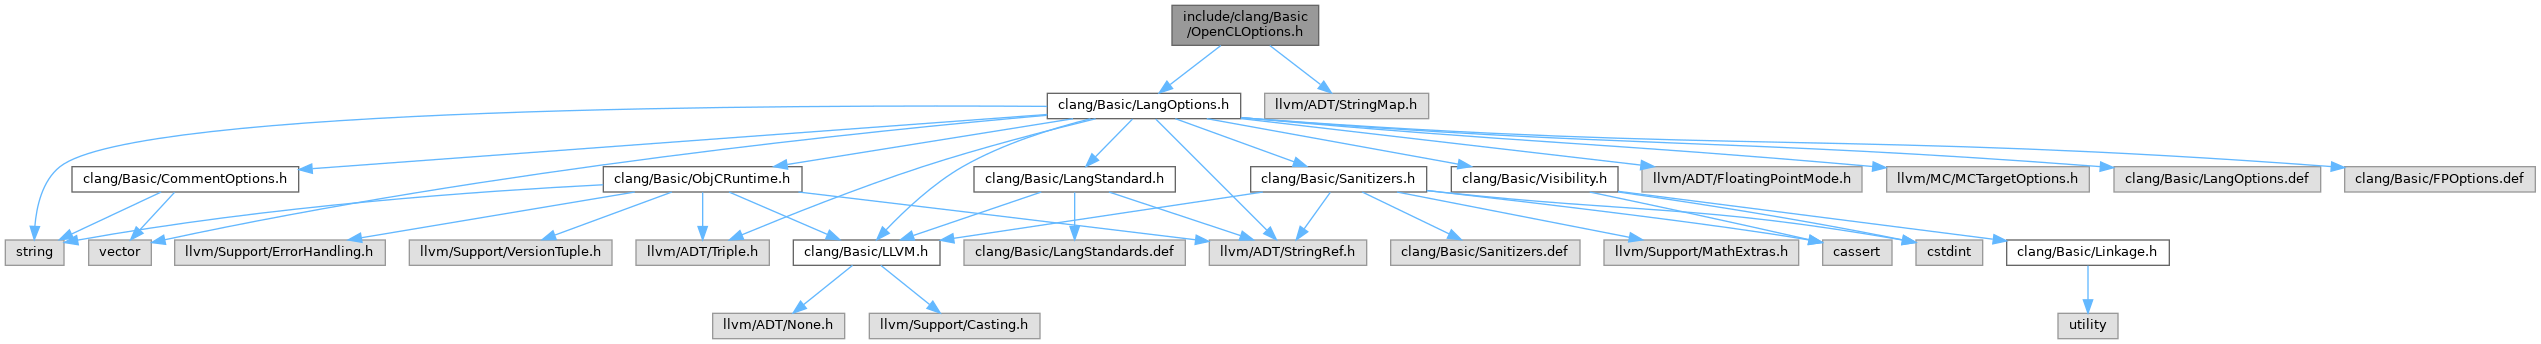 include/clang/Basic
/OpenCLOptions.h
clang/Basic/LangOptions.h
llvm/ADT/StringMap.h
clang/Basic/CommentOptions.h
clang/Basic/ObjCRuntime.h
clang/Basic/LangStandard.h
clang/Basic/Sanitizers.h
clang/Basic/Visibility.h
llvm/ADT/FloatingPointMode.h
llvm/MC/MCTargetOptions.h
clang/Basic/LangOptions.def
clang/Basic/FPOptions.def
string
vector
llvm/Support/ErrorHandling.h
llvm/Support/VersionTuple.h
llvm/ADT/Triple.h
clang/Basic/LLVM.h
clang/Basic/LangStandards.def
llvm/ADT/StringRef.h
clang/Basic/Sanitizers.def
llvm/Support/MathExtras.h
cassert
cstdint
clang/Basic/Linkage.h
llvm/ADT/None.h
llvm/Support/Casting.h
utility